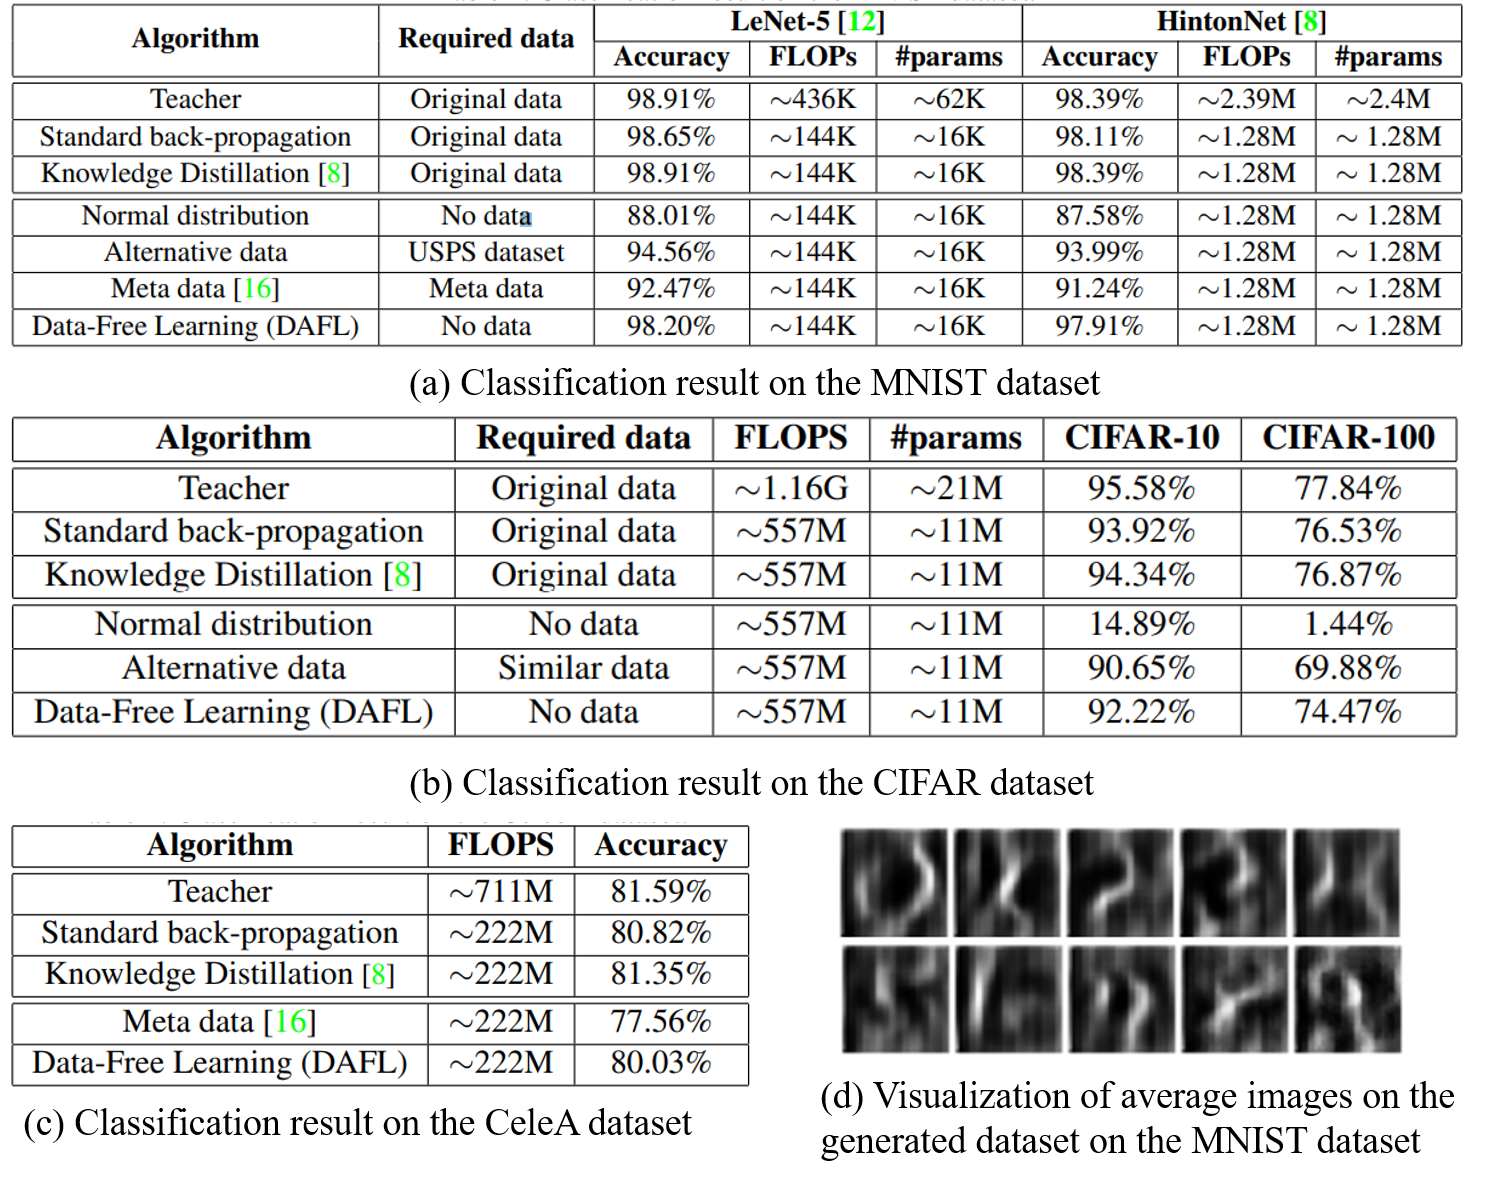 LeNet-5 [12] HintonNet [8]
Algorithm Required data
Accuracy FLOPs #params Accuracy FLOPs #params
Teacher Original data 98.91% ~436K ~62K 98.39% ~2.39M ~2.4M
Standard back-propagation Original data 98.65% ~144K ~16K 98.11% ~1.28M ~ 1.28M
Knowledge Distillation [8] Original data 98.91% ~144K ~16K 98.39% ~1.28M ~ 1.28M
Normal distribution No data 88.01% ~144K ~16K 87.58% ~1.28M ~ 1.28M
Alternative data USPS dataset 94.56% ~144K ~16K 93.99% ~1.28M ~ 1.28M
Meta data [16] Meta data 92.47% ~144K ~16K 91.24% ~1.28M ~ 1.28M
Data-Free Learning (DAFL) No data 98.20% ~144K ~16K 97.91% ~1.28M ~ 1.28M
(a) Classification result on the MNIST dataset
Algorithm Required data FLOPS #params CIFAR-10 CIFAR-100
Teacher Original data ~1.16G ~21M 95.58% 77.84%
Standard back-propagation Original data ~557M ~11M 93.92% 76.53%
Knowledge Distillation [8] Original data ~557M ~11M 94.34% 76.87%
Normal distribution No data ~557M ~11M 14.89% 1.44%
Alternative data Similar data ~557M ~11M 90.65% 69.88%
Data-Free Learning (DAFL) No data ~557M ~11M 92.22% 74.47%
(b) Classification result on the CIFAR dataset
Algorithm FLOPS Accuracy
Teacher ~711M 81.59%
Standard back-propagation ~222M 80.82%
Knowledge Distillation [8] ~222M 81.35%
Meta data [16] ~222M 77.56%
Data-Free Learning (DAFL) ~222M 80.03%
(c) Classification result on the CeleA dataset
(d) Visualization of average images on the
generated dataset on the MNIST dataset